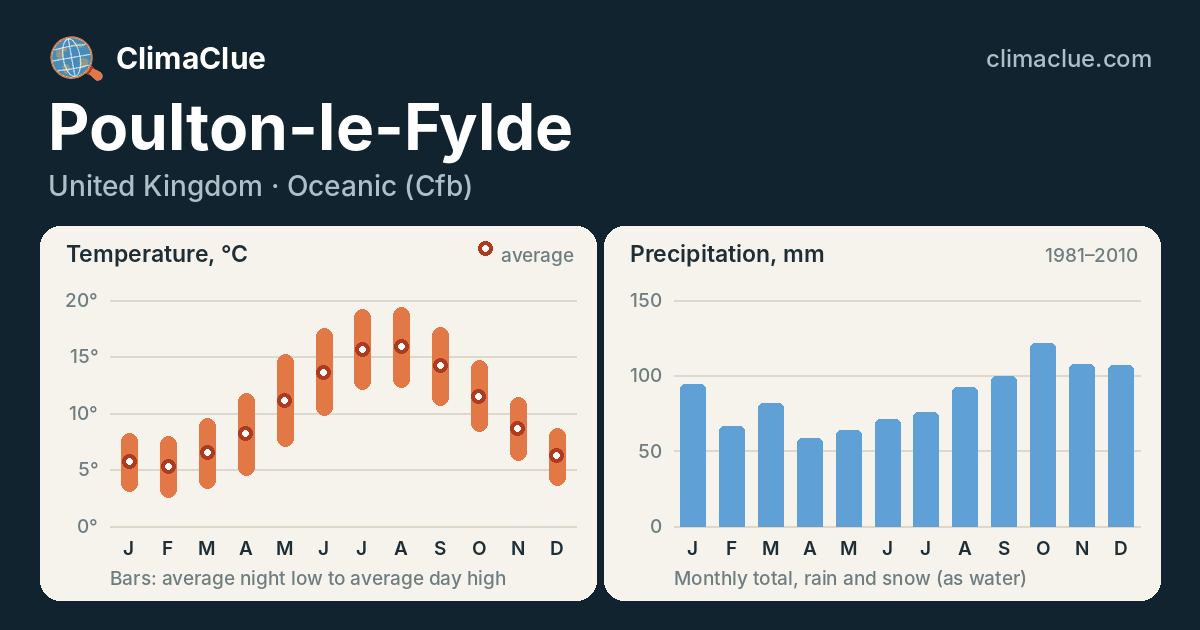 ClimaClue
climaclue.com
Poulton-le-Fylde
United Kingdom · Oceanic (Cfb)
Temperature, °C
average
20°
15°
10°
5°
0°
J F M A M J J A S O N D
Bars: average night low to average day high
Precipitation, mm
1981–2010
150
100
50
0
J F M A M J J A S O N D
Monthly total, rain and snow (as water)